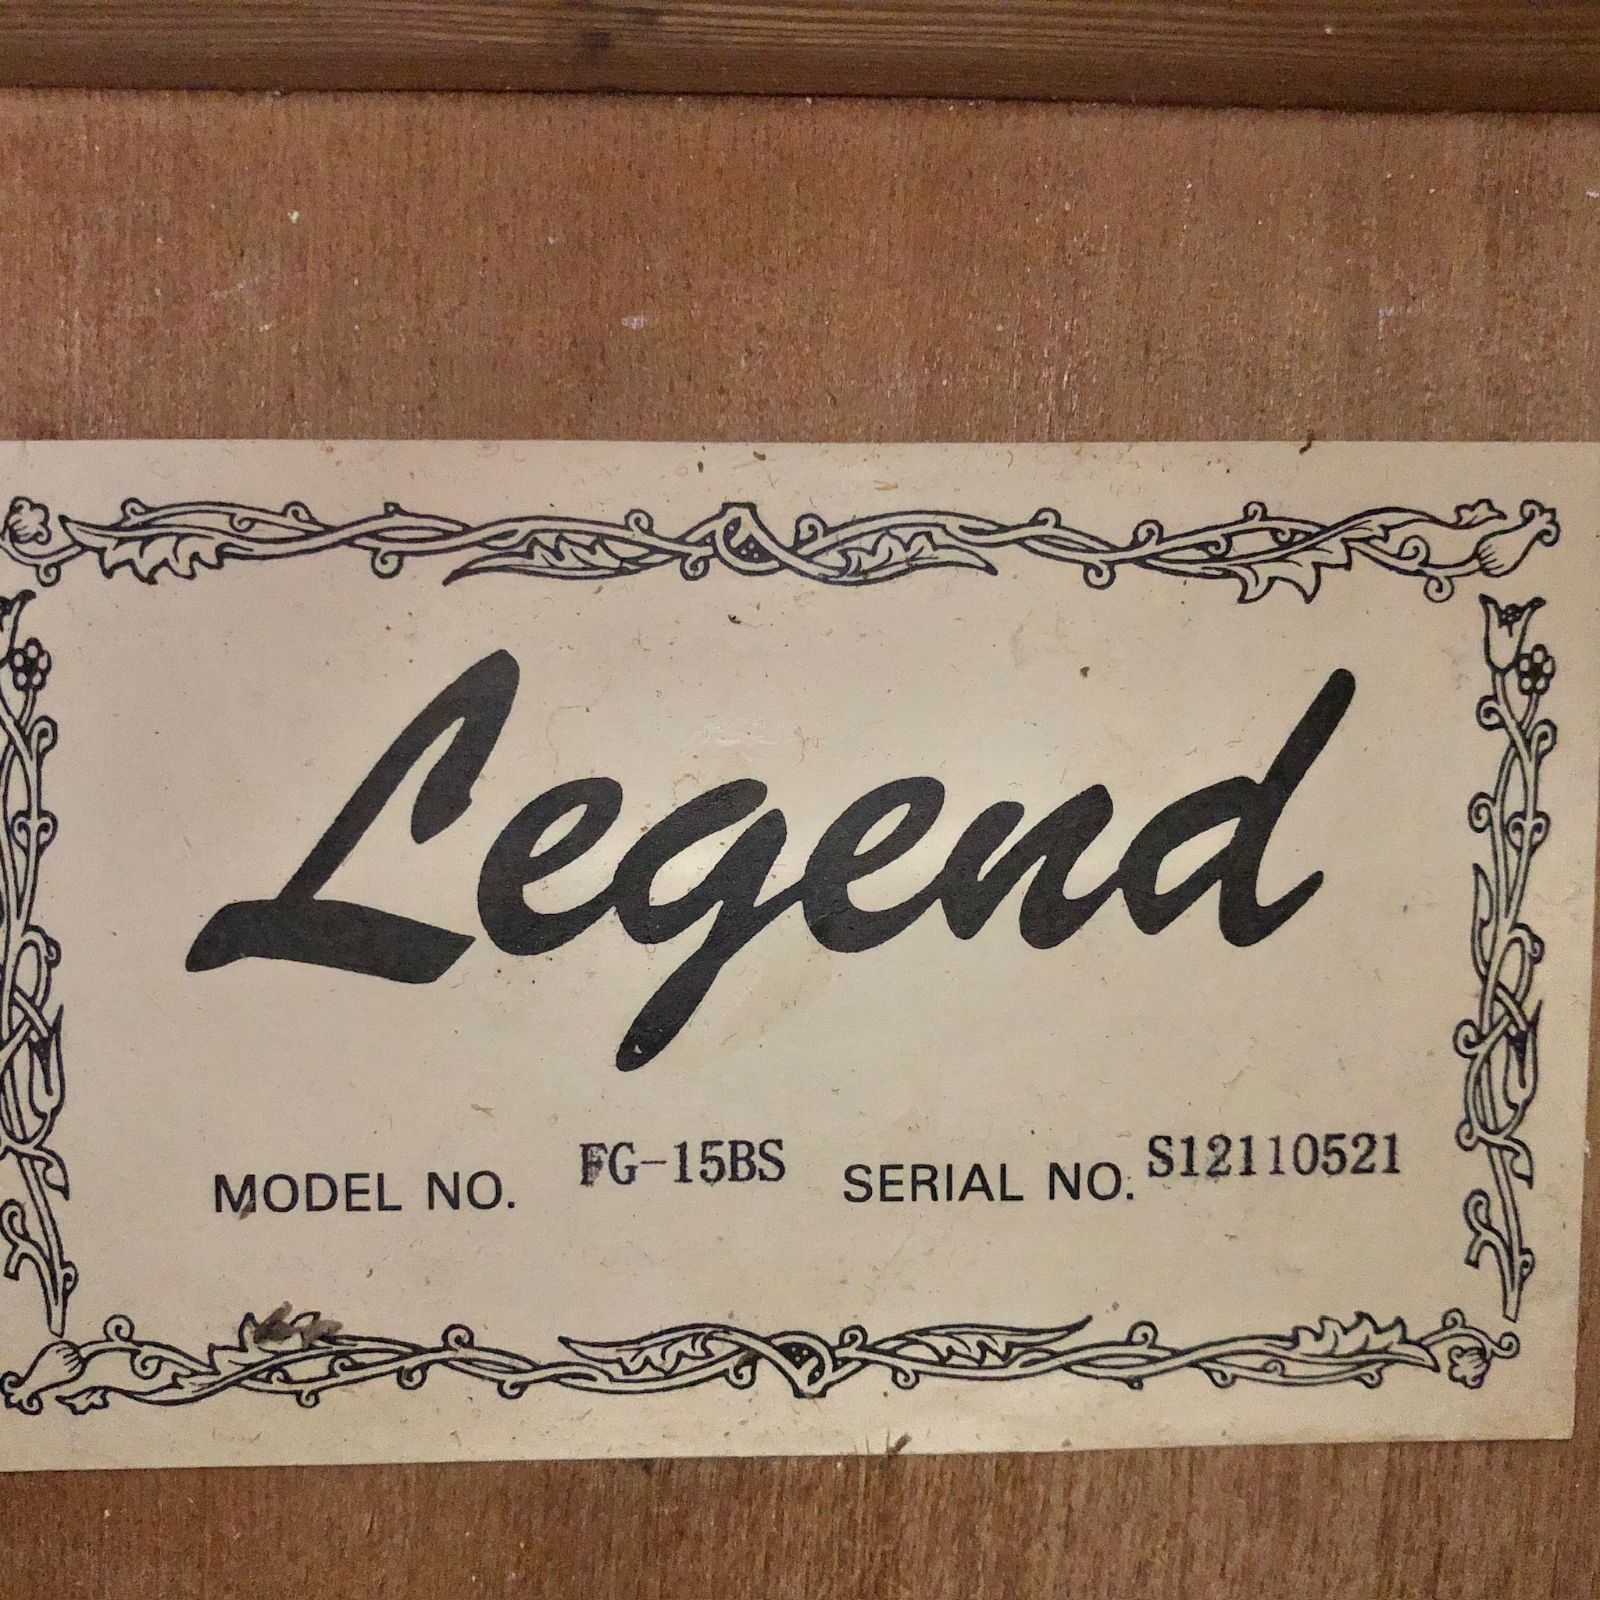 Legend
MODEL NO. FG-15BS SERIAL NO. S12110521